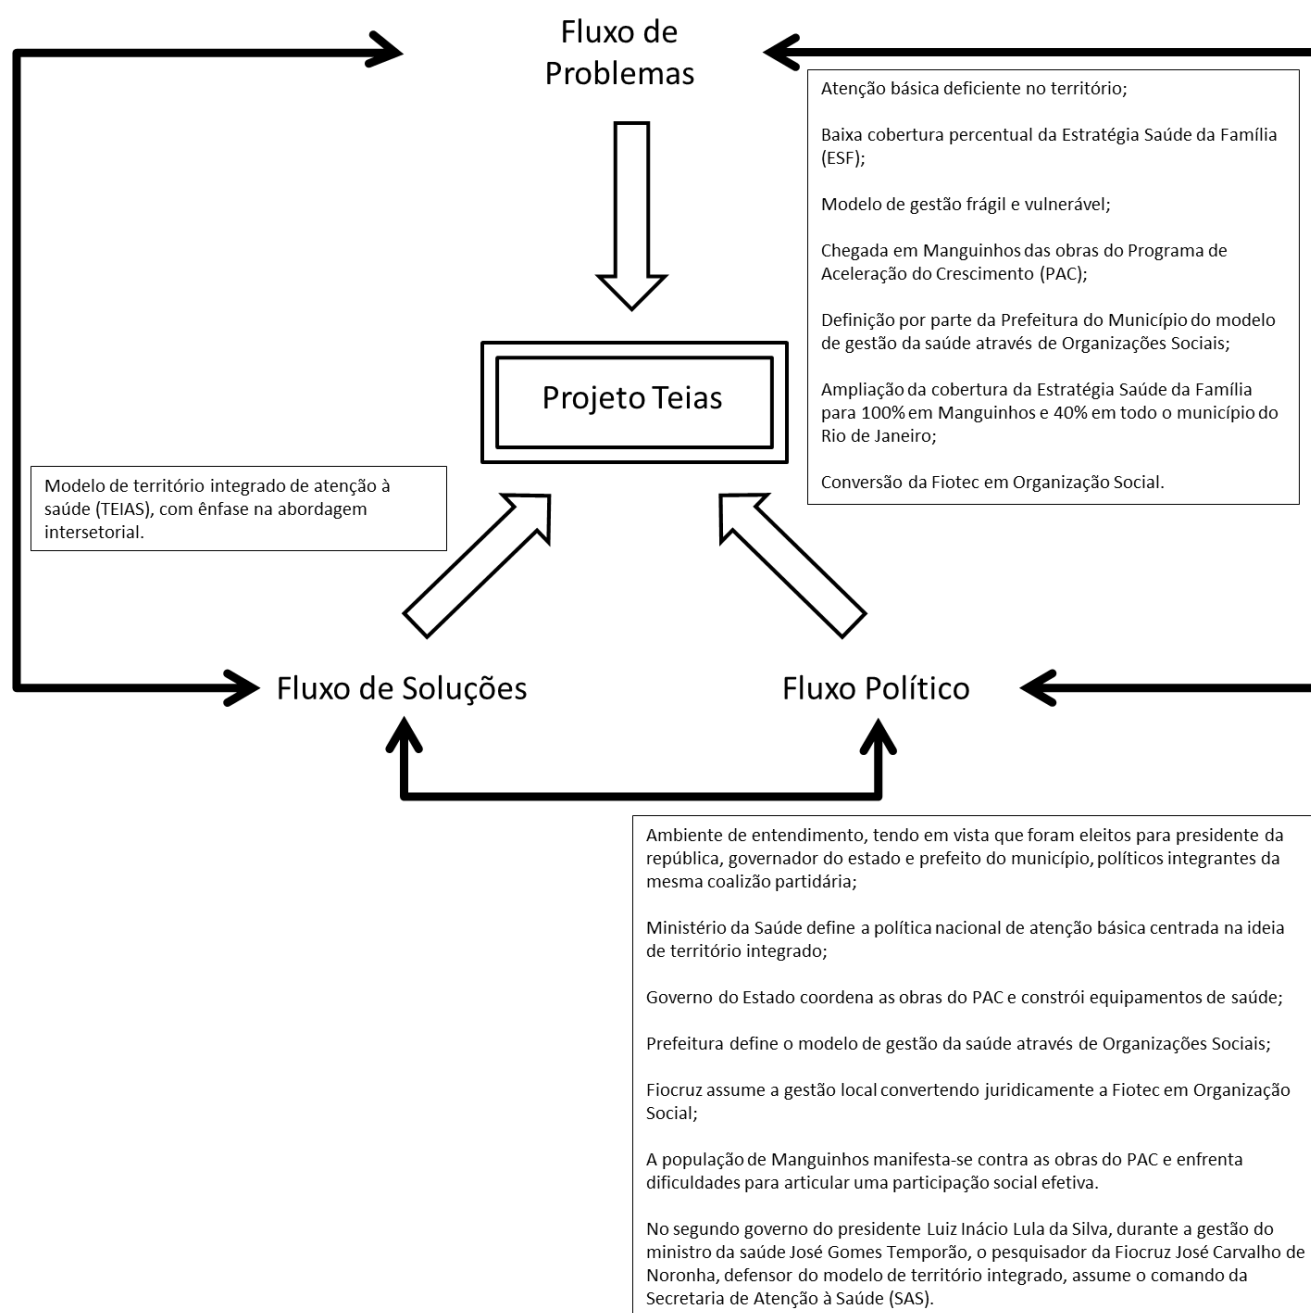 Fluxo de
Problemas
Atenção básica deficiente no território;
Baixa cobertura percentual da Estratégia Saúde da Família
(ESF);
Modelo de gestão frágil e vulnerável;
Chegada em Manguinhos das obras do Programa de
Aceleração do Crescimento (PAC);
Definição por parte da Prefeitura do Município do modelo
de gestão da saúde através de Organizações Sociais;
Ampliação da cobertura da Estratégia Saúde da Família
para 100% em Manguinhos e 40% em todo o município do
Rio de Janeiro;
Conversão da Fiotec em Organização Social.
Projeto Teias
Modelo de território integrado de atenção à
saúde (TEIAS), com ênfase na abordagem
intersetorial.
Fluxo de Soluções
Fluxo Político
Ambiente de entendimento, tendo em vista que foram eleitos para presidente da
república, governador do estado e prefeito do município, políticos integrantes da
mesma coalizão partidária;
Ministério da Saúde define a política nacional de atenção básica centrada na ideia
de território integrado;
Governo do Estado coordena as obras do PAC e constrói equipamentos de saúde;
Prefeitura define o modelo de gestão da saúde através de Organizações Sociais;
Fiocruz assume a gestão local convertendo juridicamente a Fiotec em Organização
Social;
A população de Manguinhos manifesta-se contra as obras do PAC e enfrenta
dificuldades para articular uma participação social efetiva.
No segundo governo do presidente Luiz Inácio Lula da Silva, durante a gestão do
ministro da saúde José Gomes Temporão, o pesquisador da Fiocruz José Carvalho de
Noronha, defensor do modelo de território integrado, assume o comando da
Secretaria de Atenção à Saúde (SAS).